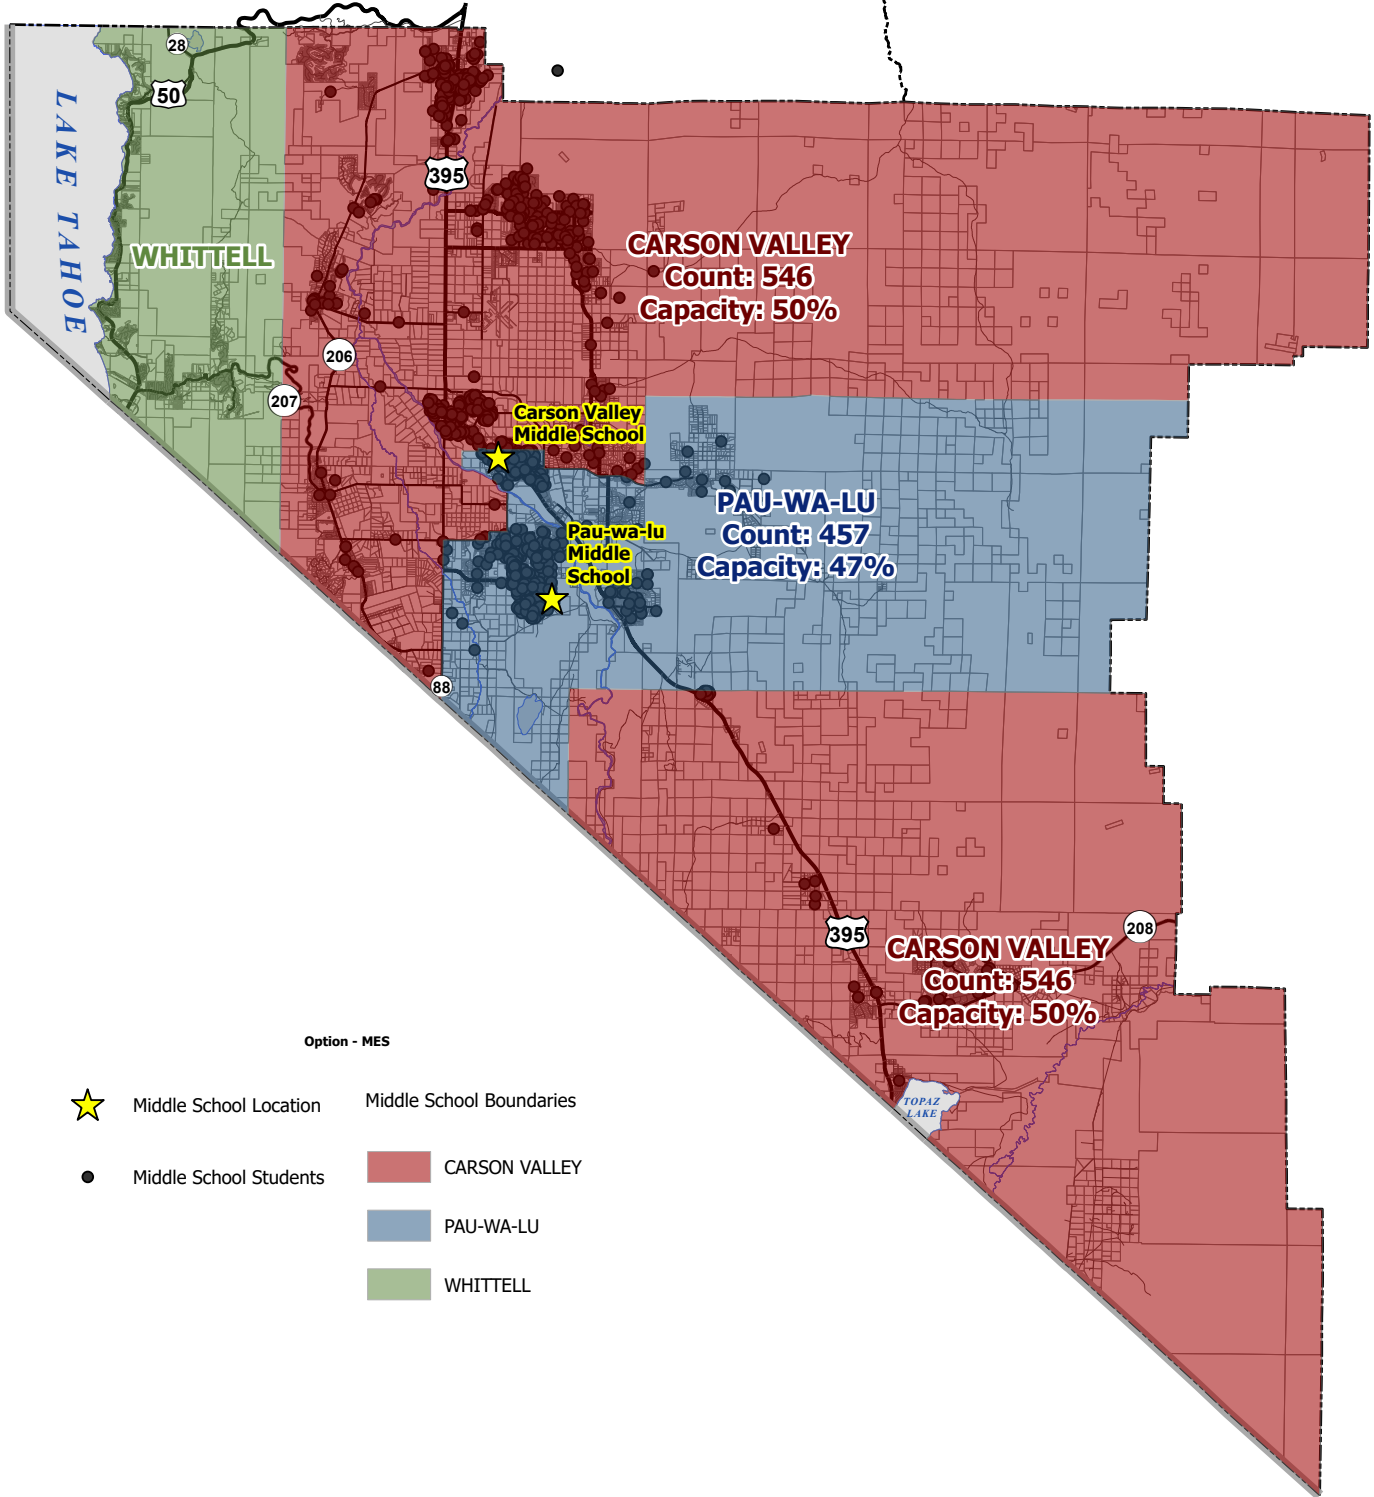 28
50
LAKE TAHOE
395
WHITTELL
CARSON VALLEY
Count: 546
Capacity: 50%
206
207
Carson Valley
Middle School
PAU-WA-LU
Count: 457
Capacity: 47%
Pau-wa-lu
Middle
School
88
395
208
CARSON VALLEY
Count: 546
Capacity: 50%
TOPAZ
LAKE
Option - MES
Middle School Location
Middle School Students
Middle School Boundaries
CARSON VALLEY
PAU-WA-LU
WHITTELL